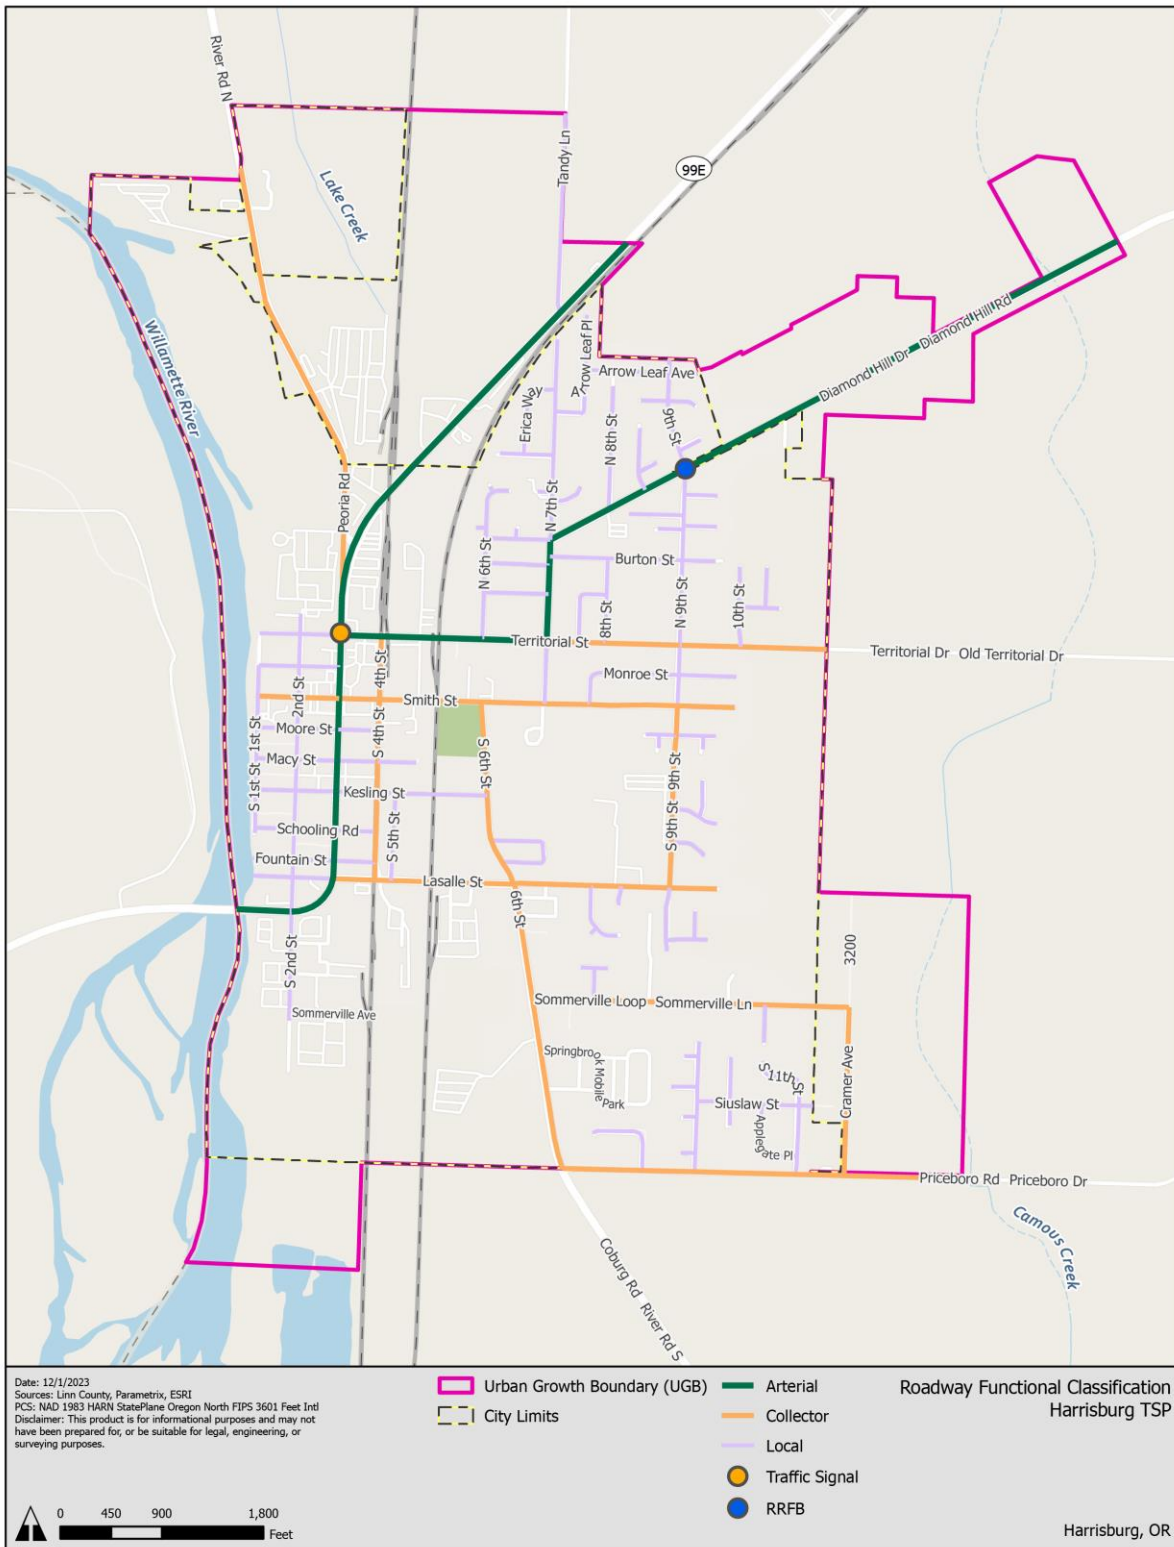 River Rd N
Lake Creek
Tandy Ln
99E
Willamette River
Arrow Leaf Pl
Arrow Leaf Ave
Erica Way
N 8th St
9th St
Diamond Hill Dr Diamond Hill Rd
Peoria Rd
N 7th St
N 6th St
Burton St
8th St
N 9th St
10th St
Territorial St
Territorial Dr Old Territorial Dr
Monroe St
2nd St
4th St
S 4th St
Smith St
S 1st St 1st St
Moore St
Macy St
S 6th St
Kesling St
S 9th St 9th St
Schooling Rd
S 5th St
Fountain St
Lasalle St
6th St
S 2nd St
3200
Sommerville Ave
Sommerville Loop Sommerville Ln
Springbrook Mobile Park
S 11th St
Siuslaw St
Applegate Pl
Cramer Ave
Priceboro Rd Priceboro Dr
Coburg Rd River Rd S
Camous Creek
Date: 12/1/2023
Sources: Linn County, Parametrix, ESRI
PCS: NAD 1983 HARN StatePlane Oregon North FIPS 3601 Feet Intl
Disclaimer: This product is for informational purposes and may not
have been prepared for, or be suitable for legal, engineering, or
surveying purposes.
0 450 900 1,800
Feet
Urban Growth Boundary (UGB)
City Limits
Arterial
Collector
Local
Traffic Signal
RRFB
Roadway Functional Classification
Harrisburg TSP
Harrisburg, OR